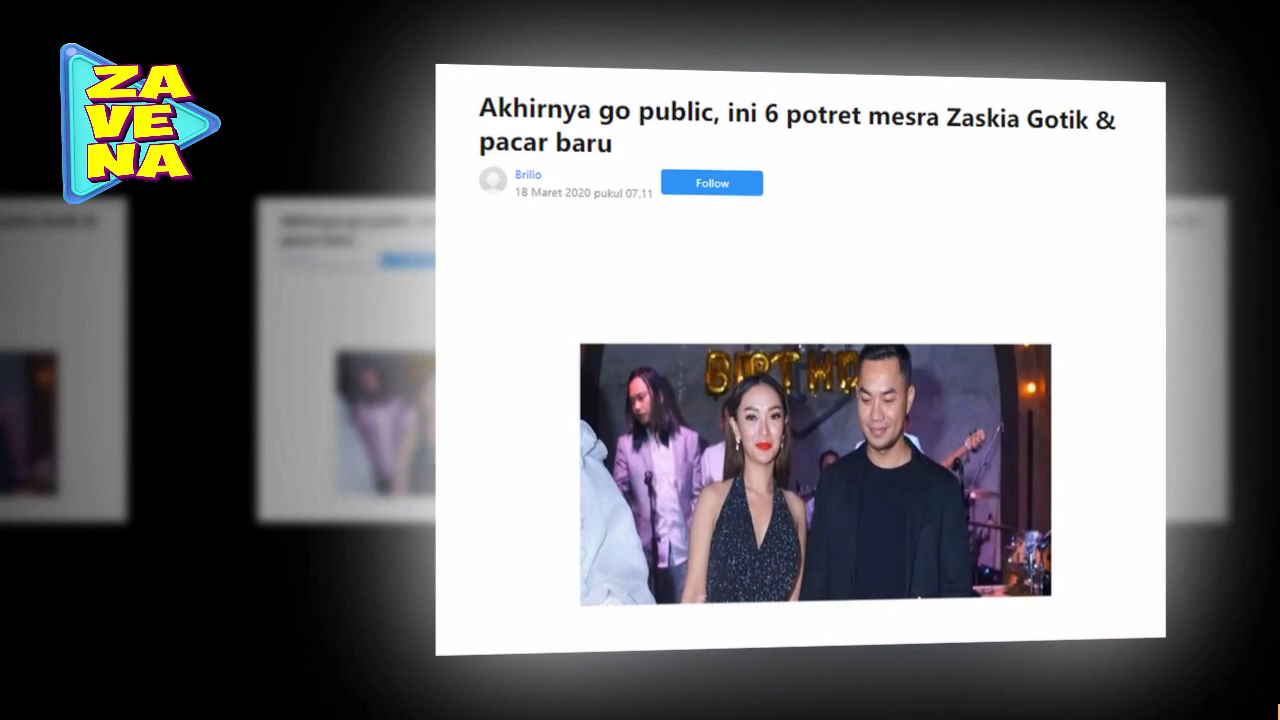 ZA
VE
NA
Akhirnya go public, ini 6 potret mesra Zaskia Gotik &
pacar baru
Brilio
18 Maret 2020 pukul 07.11
Follow
BIRTHD